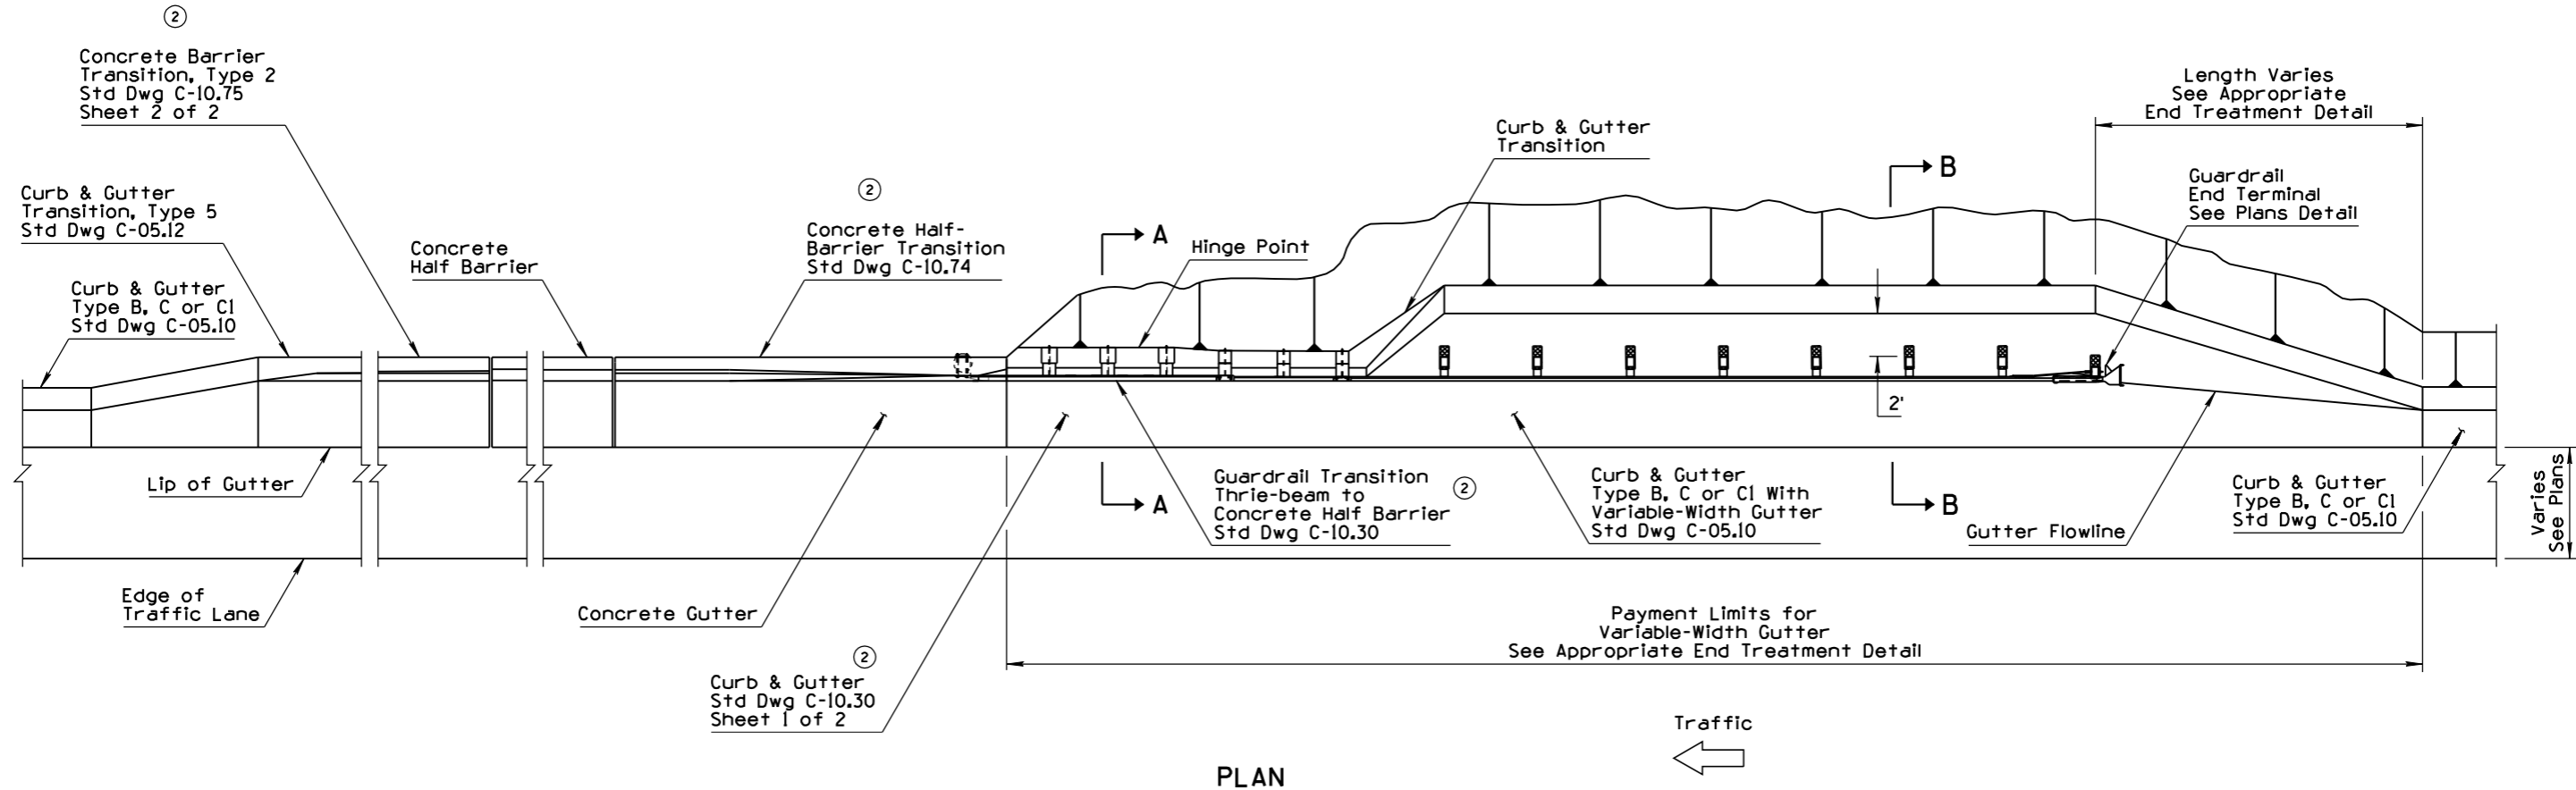 ②
Concrete Barrier
Transition, Type 2
Std Dwg C-10.75
Sheet 2 of 2
Curb & Gutter
Transition, Type 5
Std Dwg C-05.12
Curb & Gutter
Type B, C or C1
Std Dwg C-05.10
Concrete
Half Barrier
②
Concrete Half-
Barrier Transition
Std Dwg C-10.74
A
Hinge Point
Curb & Gutter
Transition
B
Length Varies
See Appropriate
End Treatment Detail
Guardrail
End Terminal
See Plans Detail
2'
Lip of Gutter
Edge of
Traffic Lane
Concrete Gutter
②
Curb & Gutter
Std Dwg C-10.30
Sheet 1 of 2
A
Guardrail Transition
Thrie-beam to
Concrete Half Barrier
Std Dwg C-10.30
②
Curb & Gutter
Type B, C or C1 With
Variable-Width Gutter
Std Dwg C-05.10
B
Gutter Flowline
Curb & Gutter
Type B, C or C1
Std Dwg C-05.10
Varies
See Plans
Payment Limits for
Variable-Width Gutter
See Appropriate End Treatment Detail
Traffic
PLAN